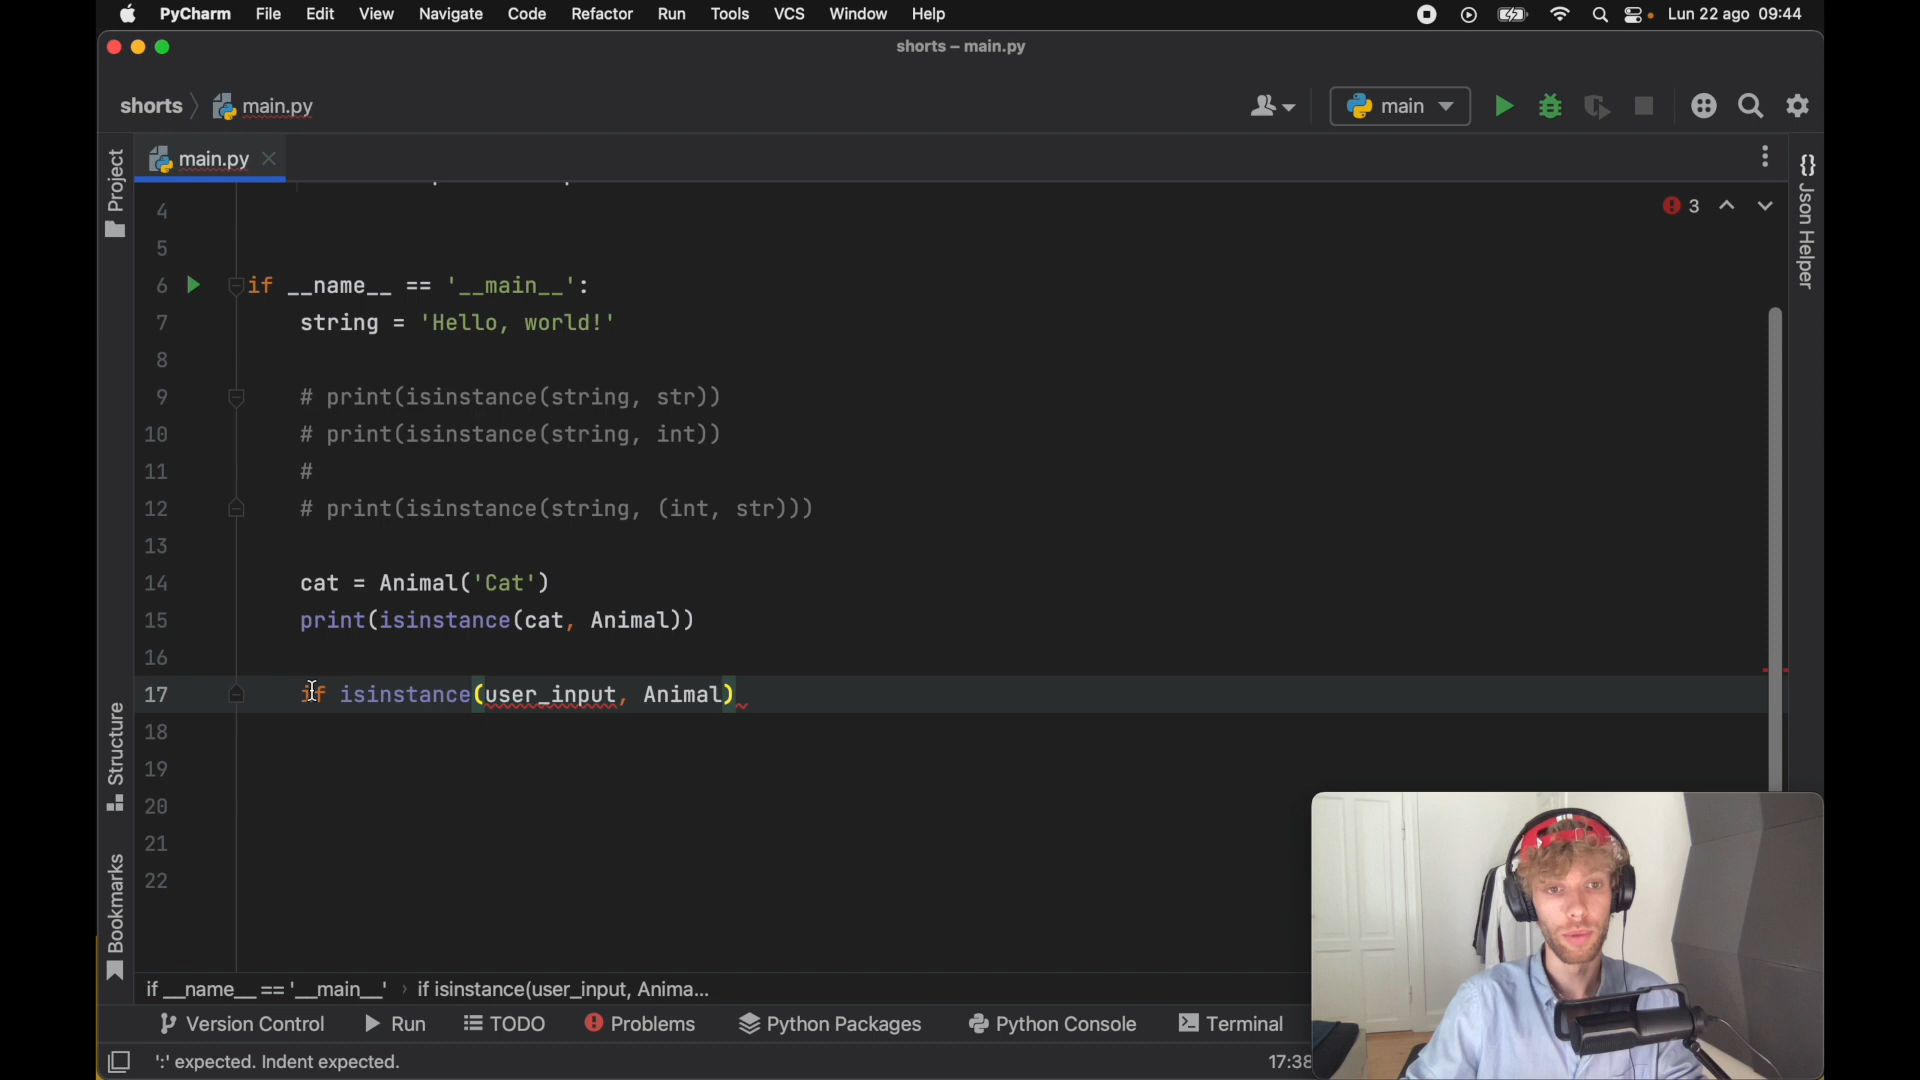 PyCharm File Edit View Navigate Code Refactor Run Tools VCS Window Help Lun 22 ago 09:44
shorts – main.py
shorts main.py main
main.py
Project
Structure
Bookmarks
Json Helper
3
4
5
6 if __name__ == '__main__':
7 string = 'Hello, world!'
8
9 # print(isinstance(string, str))
10 # print(isinstance(string, int))
11 #
12 # print(isinstance(string, (int, str)))
13
14 cat = Animal('Cat')
15 print(isinstance(cat, Animal))
16
17 if isinstance(user_input, Animal)
18
19
20
21
22
if __name__ == '__main__' › if isinstance(user_input, Anima...
Version Control Run TODO Problems Python Packages Python Console Terminal
':' expected. Indent expected. 17:38